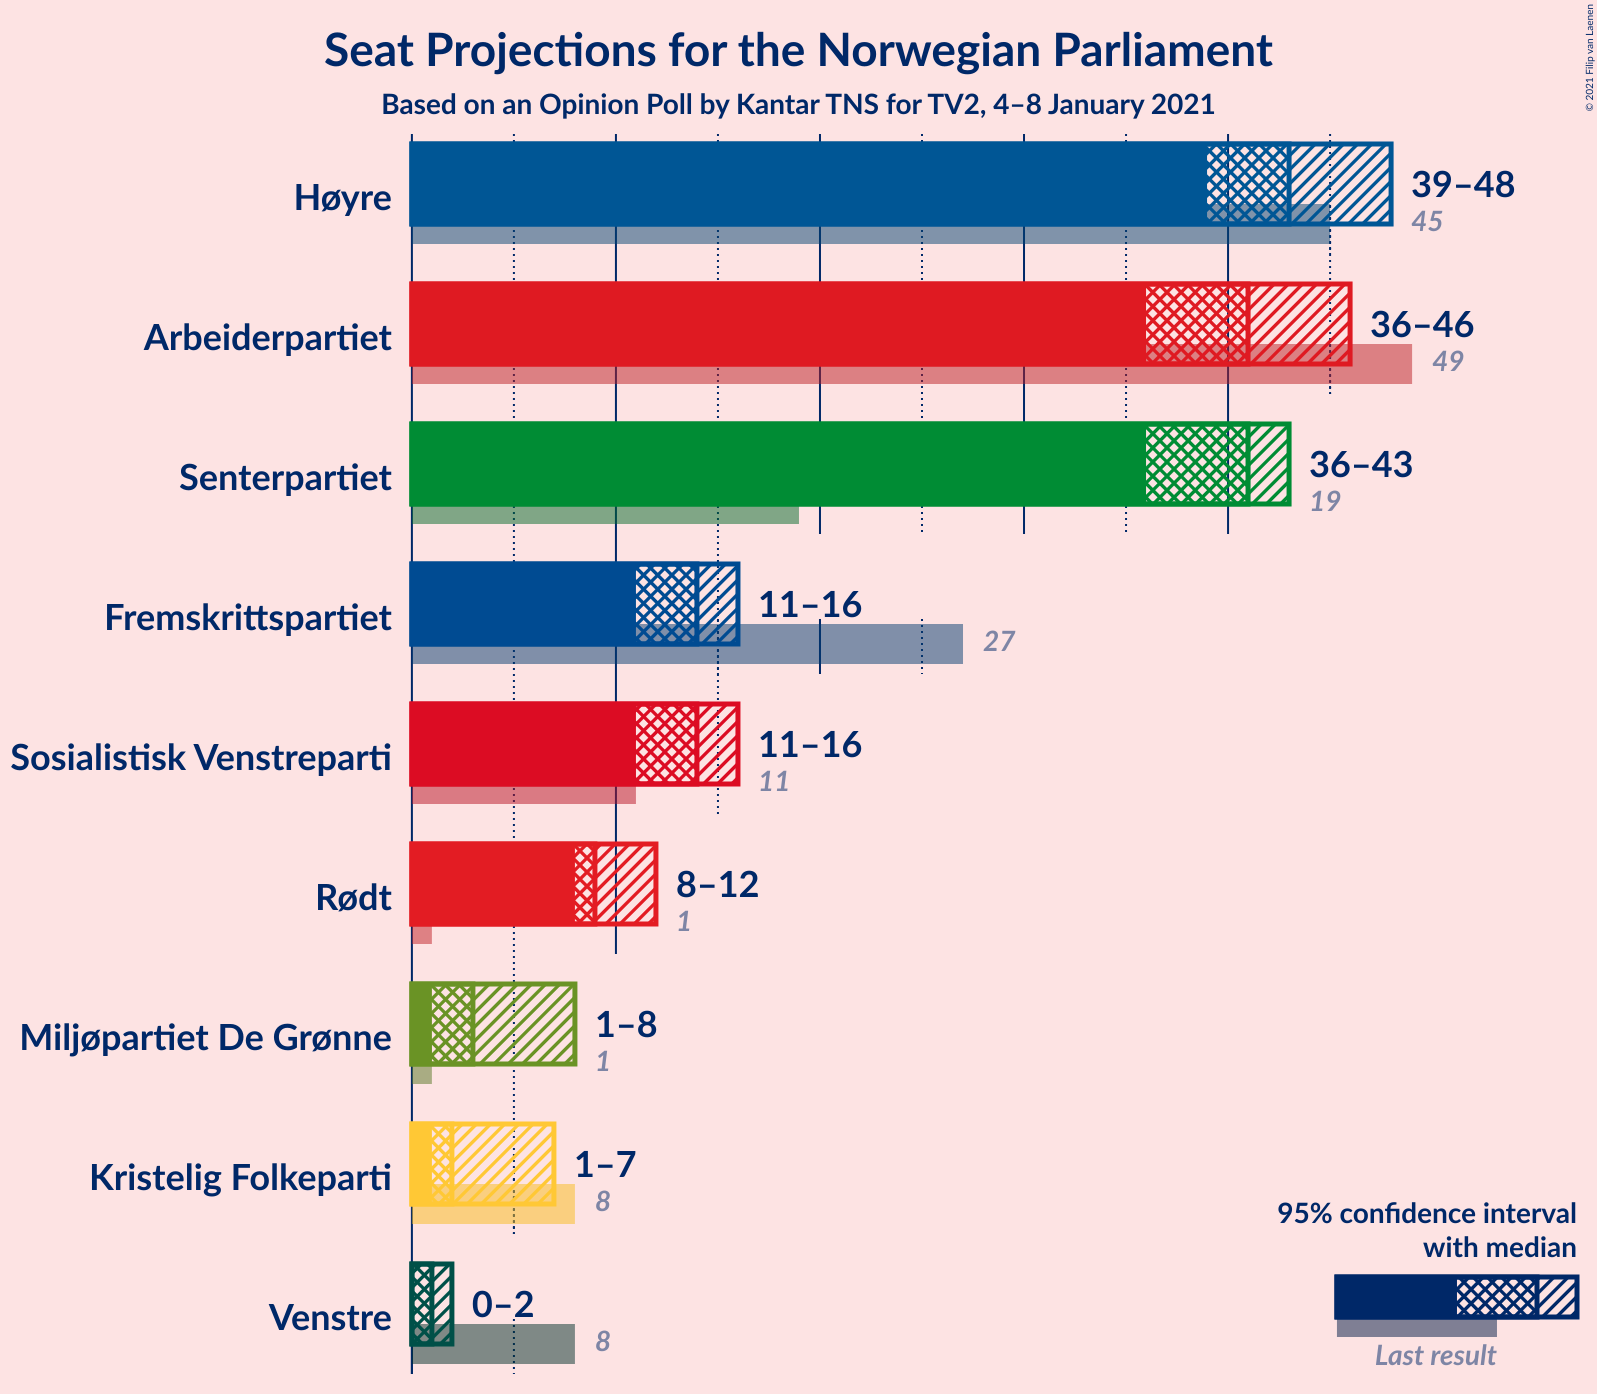 Seat Projections for the Norwegian Parliament
Based on an Opinion Poll by Kantar TNS for TV2, 4–8 January 2021
© 2021 Filip van Laenen
Høyre
39–48
45
Arbeiderpartiet
36–46
49
Senterpartiet
36–43
19
Fremskrittspartiet
11–16
27
Sosialistisk Venstreparti
11–16
11
Rødt
8–12
1
Miljøpartiet De Grønne
1–8
1
Kristelig Folkeparti
1–7
8
Venstre
0–2
8
95% confidence interval
with median
Last result